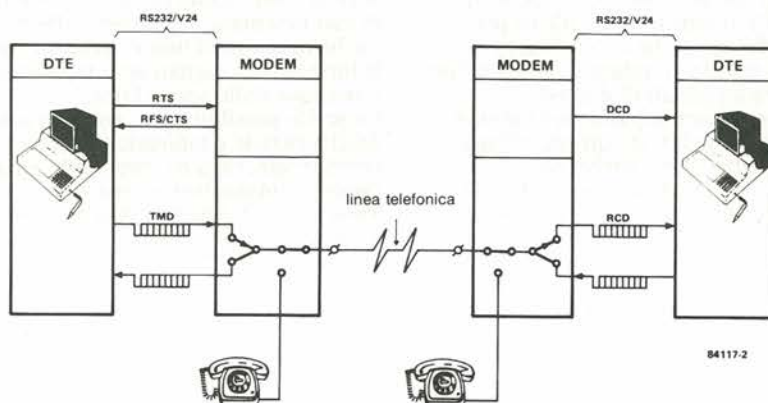 RS232/V24
RS232/V24
DTE
MODEM
MODEM
DTE
RTS
RFS/CTS
DCD
linea telefonica
TMD
RCD
84117-2